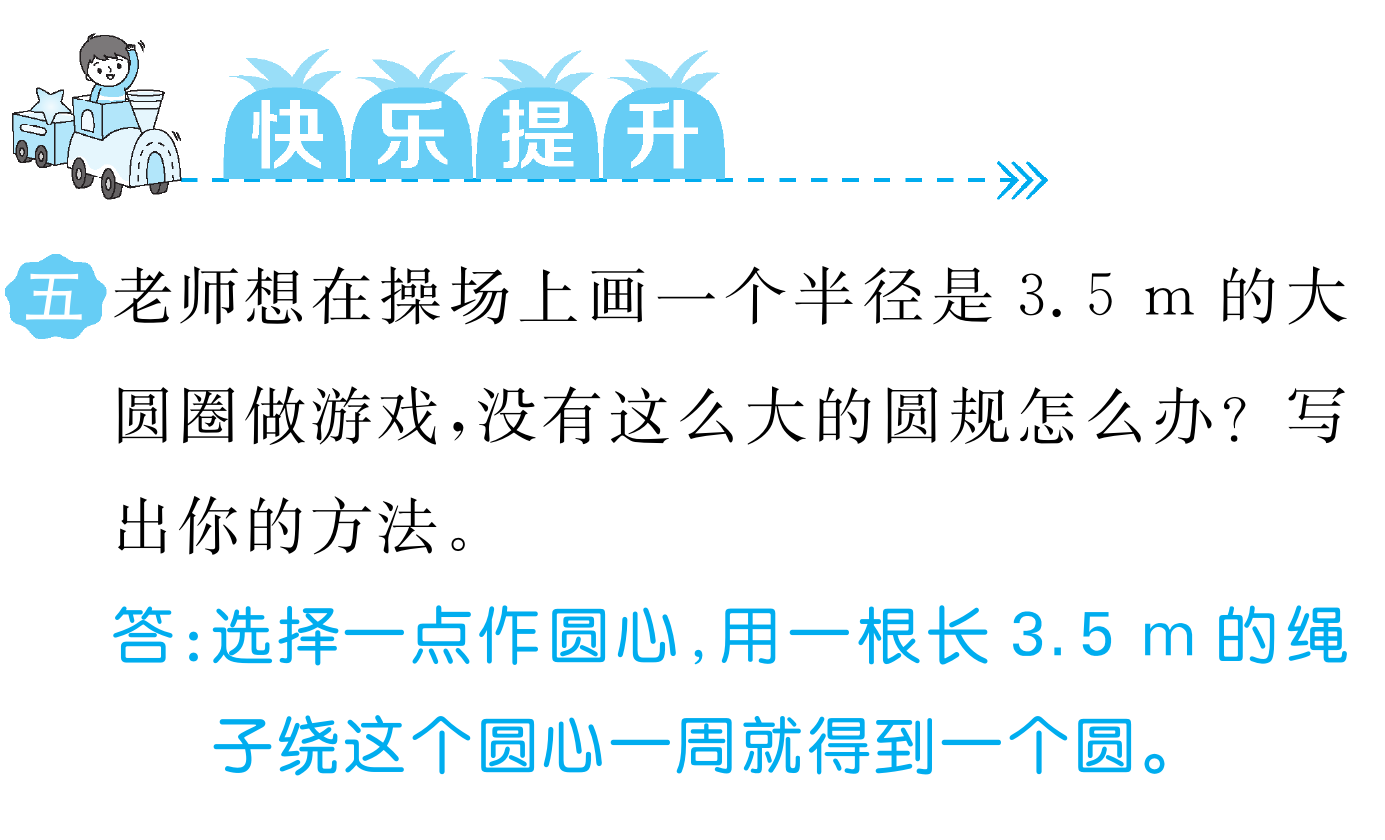 快乐提升
五 老师想在操场上画一个半径是 3.5 m 的大
圆圈做游戏,没有这么大的圆规怎么办? 写
出你的方法。
答:选择一点作圆心,用一根长 3.5 m 的绳
子绕这个圆心一周就得到一个圆。